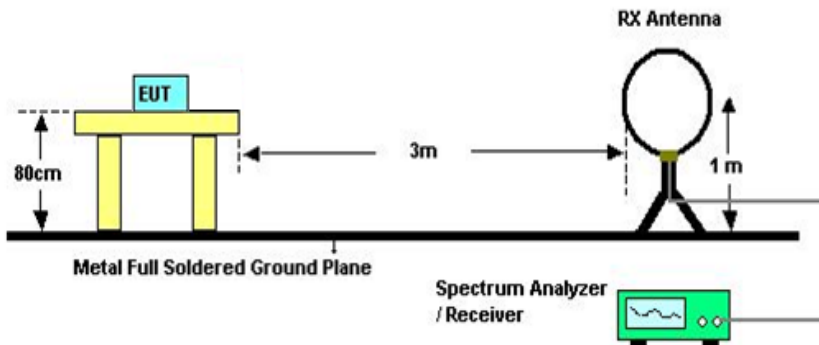 RX Antenna
EUT
3m
80cm
1 m
Metal Full Soldered Ground Plane
Spectrum Analyzer
/ Receiver